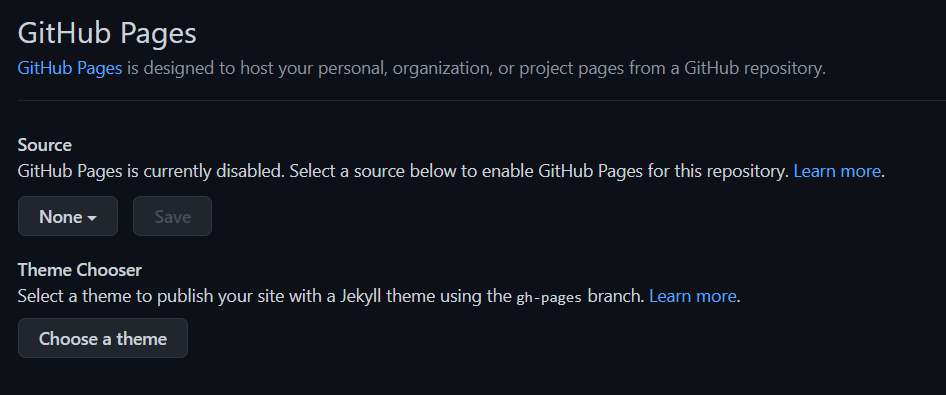 GitHub Pages
GitHub Pages is designed to host your personal, organization, or project pages from a GitHub repository.
Source
GitHub Pages is currently disabled. Select a source below to enable GitHub Pages for this repository. Learn more.
None Save
Theme Chooser
Select a theme to publish your site with a Jekyll theme using the gh-pages branch. Learn more.
Choose a theme